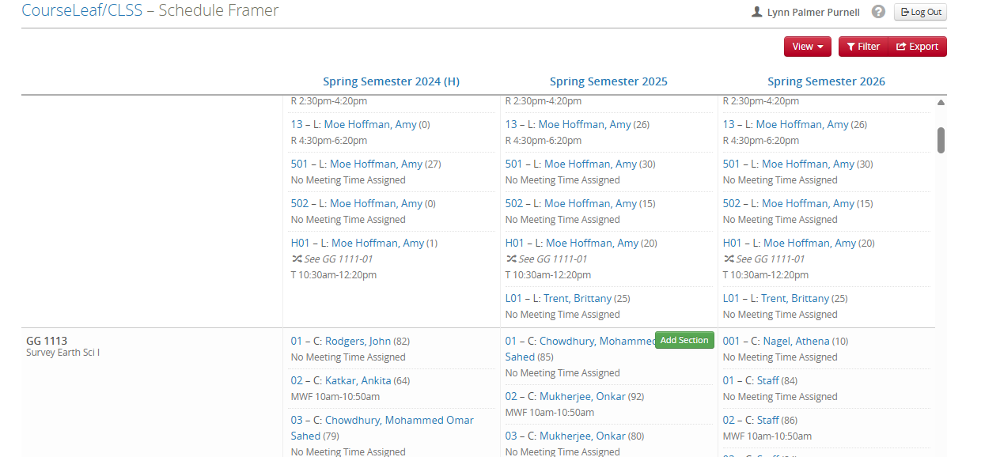 CourseLeaf/CLSS – Schedule Framer
Lynn Palmer Purnell
?
Log Out
View
Filter
Export
Spring Semester 2024 (H)
Spring Semester 2025
Spring Semester 2026
R 2:30pm-4:20pm
13 – L: Moe Hoffman, Amy (0)
R 4:30pm-6:20pm
501 – L: Moe Hoffman, Amy (27)
No Meeting Time Assigned
502 – L: Moe Hoffman, Amy (0)
No Meeting Time Assigned
H01 – L: Moe Hoffman, Amy (1)
See GG 1111-01
T 10:30am-12:20pm
R 2:30pm-4:20pm
13 – L: Moe Hoffman, Amy (26)
R 4:30pm-6:20pm
501 – L: Moe Hoffman, Amy (30)
No Meeting Time Assigned
502 – L: Moe Hoffman, Amy (15)
No Meeting Time Assigned
H01 – L: Moe Hoffman, Amy (20)
See GG 1111-01
T 10:30am-12:20pm
L01 – L: Trent, Brittany (25)
No Meeting Time Assigned
R 2:30pm-4:20pm
13 – L: Moe Hoffman, Amy (26)
R 4:30pm-6:20pm
501 – L: Moe Hoffman, Amy (30)
No Meeting Time Assigned
502 – L: Moe Hoffman, Amy (15)
No Meeting Time Assigned
H01 – L: Moe Hoffman, Amy (20)
See GG 1111-01
T 10:30am-12:20pm
L01 – L: Trent, Brittany (25)
No Meeting Time Assigned
GG 1113
Survey Earth Sci I
01 – C: Rodgers, John (82)
No Meeting Time Assigned
02 – C: Katkar, Ankita (64)
MWF 10am-10:50am
03 – C: Chowdhury, Mohammed Omar
Sahed (79)
No Meeting Time Assigned
01 – C: Chowdhury, Mohammed
Sahed (85)
Add Section
No Meeting Time Assigned
02 – C: Mukherjee, Onkar (92)
MWF 10am-10:50am
03 – C: Mukherjee, Onkar (80)
No Meeting Time Assigned
001 – C: Nagel, Athena (10)
No Meeting Time Assigned
01 – C: Staff (84)
No Meeting Time Assigned
02 – C: Staff (86)
MWF 10am-10:50am